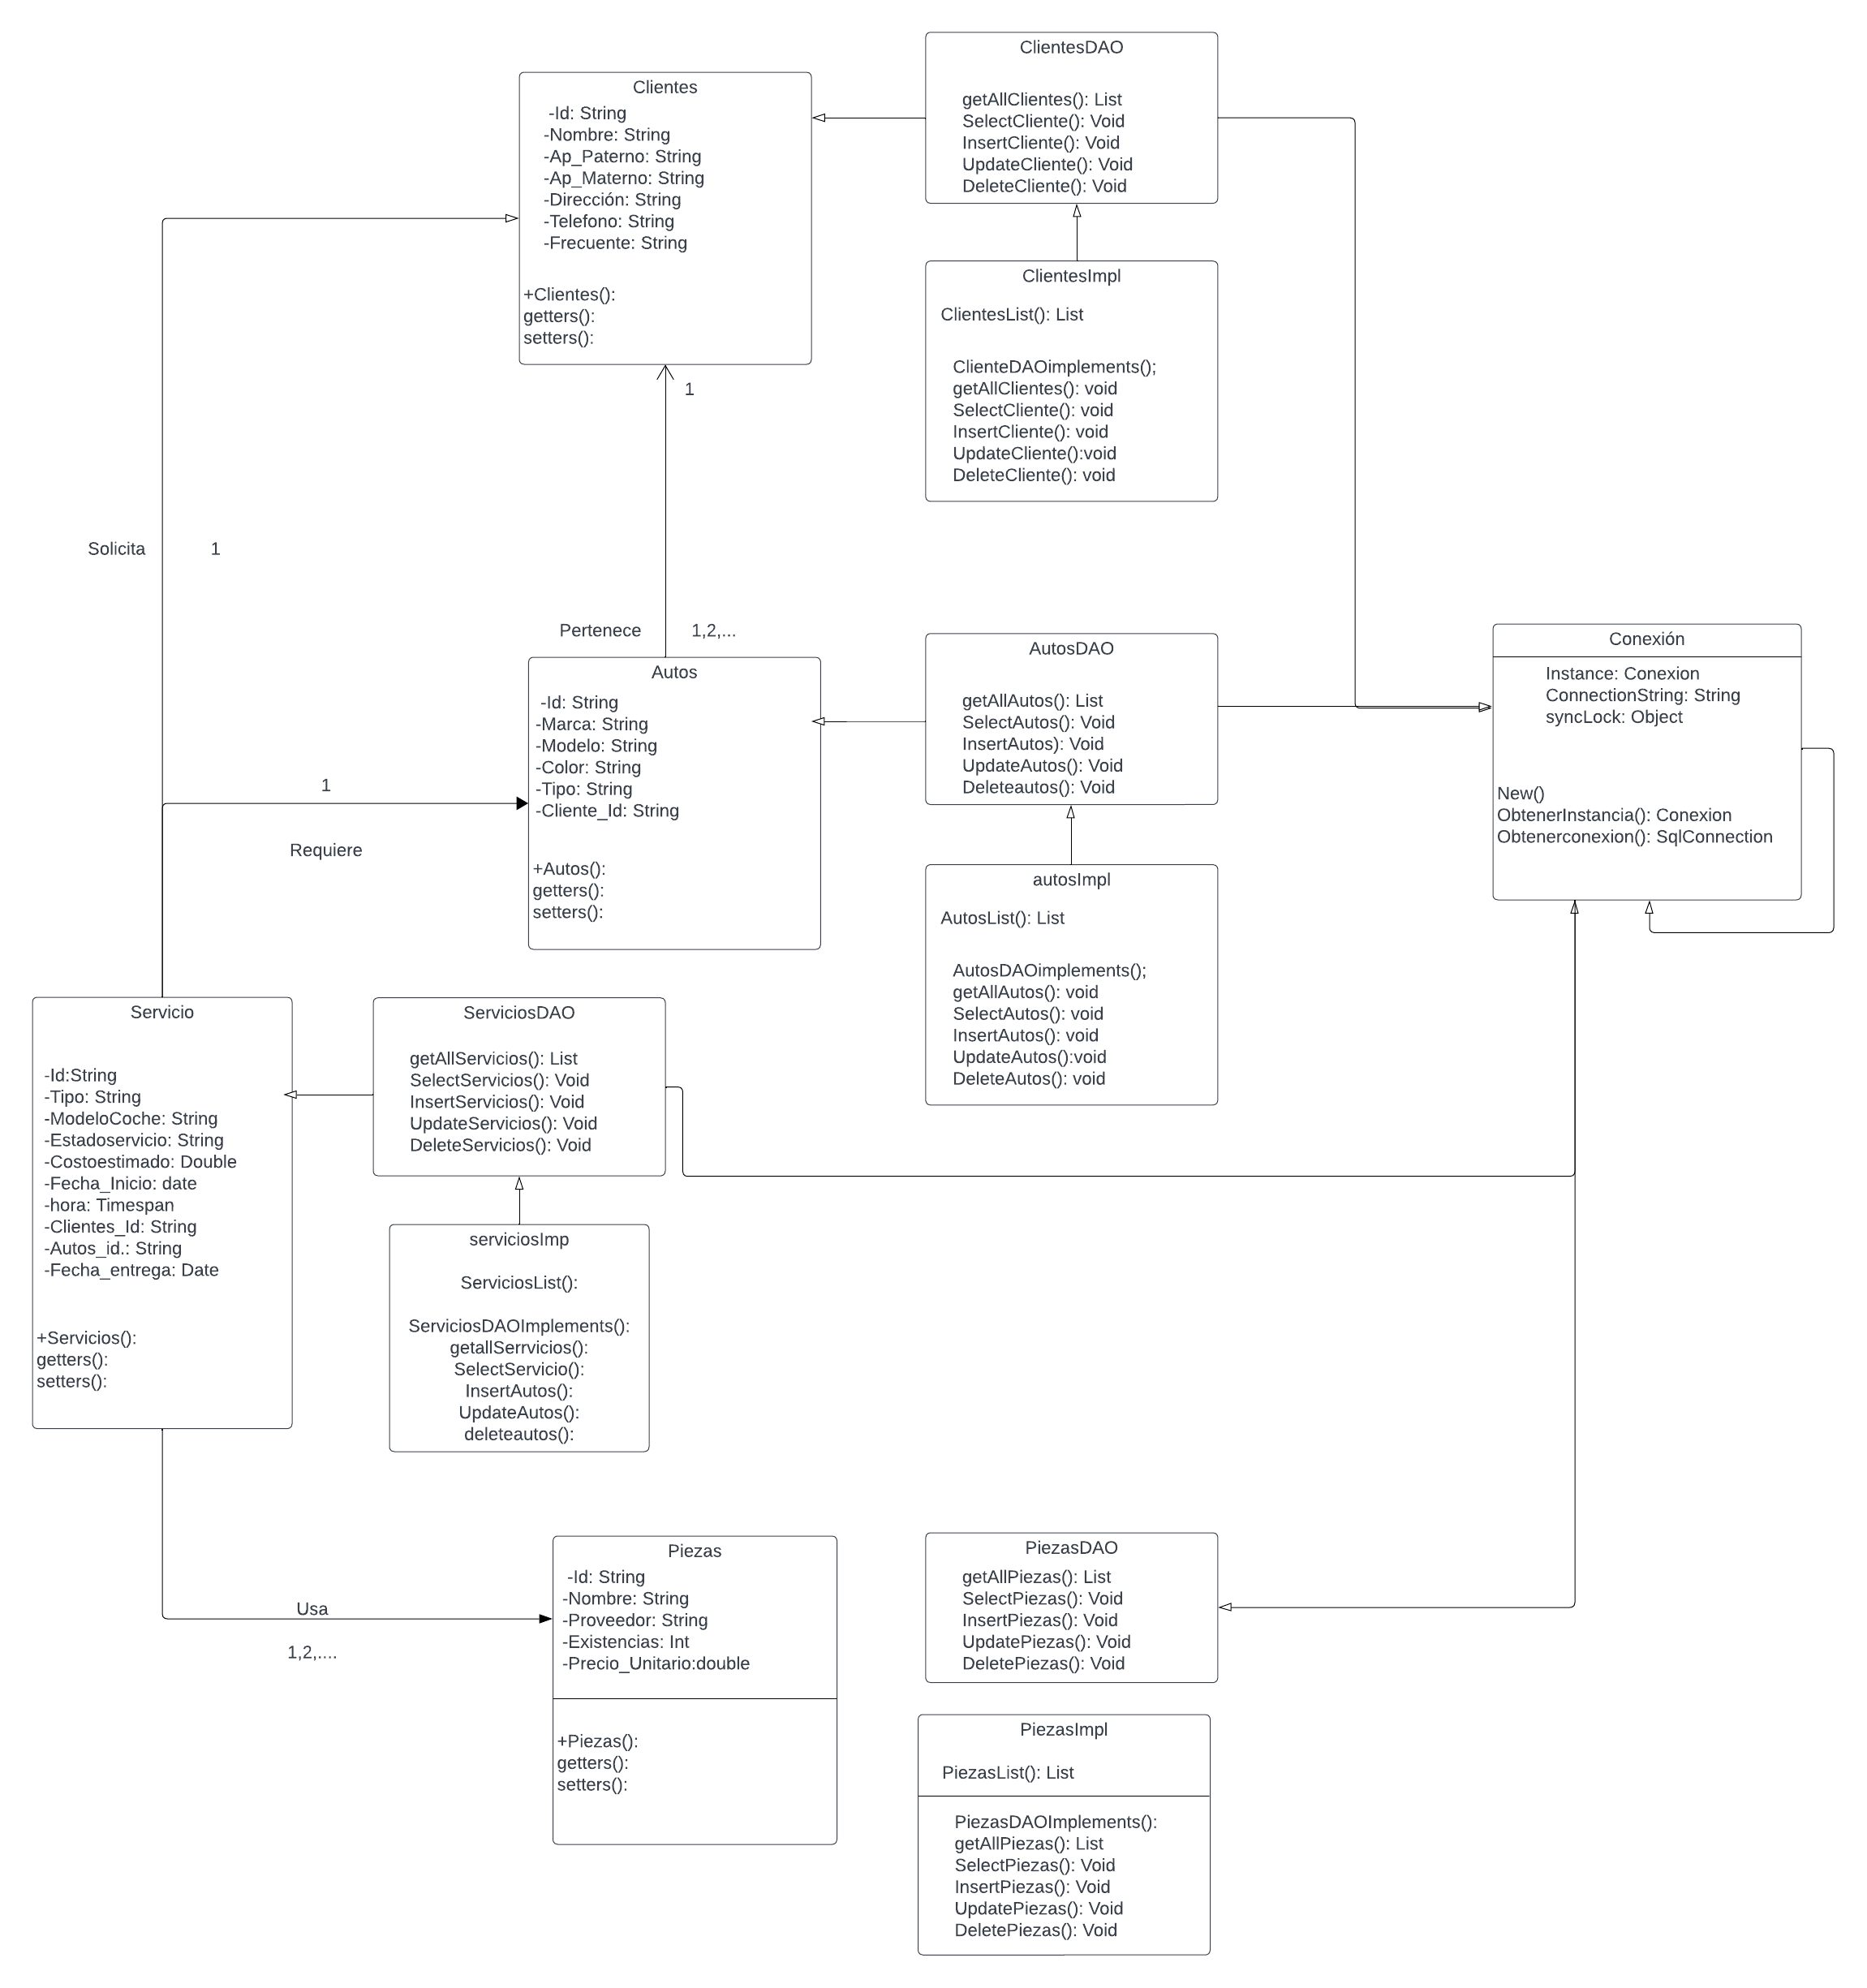 ClientesDAO
getAllClientes(): List
SelectCliente(): Void
InsertCliente(): Void
UpdateCliente(): Void
DeleteCliente(): Void
Clientes
-Id: String
-Nombre: String
-Ap_Paterno: String
-Ap_Materno: String
-Dirección: String
-Telefono: String
-Frecuente: String
+Clientes():
getters():
setters():
ClientesImpl
ClientesList(): List
ClienteDAOimplements();
getAllClientes(): void
SelectCliente(): void
InsertCliente(): void
UpdateCliente():void
DeleteCliente(): void
1
Solicita
1
Pertenece
1,2,...
Autos
-Id: String
-Marca: String
-Modelo: String
-Color: String
-Tipo: String
-Cliente_Id: String
+Autos():
getters():
setters():
AutosDAO
getAllAutos(): List
SelectAutos(): Void
InsertAutos): Void
UpdateAutos(): Void
Deleteautos(): Void
Conexión
Instance: Conexion
ConnectionString: String
syncLock: Object
New()
ObtenerInstancia(): Conexion
Obtenerconexion(): SqlConnection
1
Requiere
autosImpl
AutosList(): List
AutosDAOimplements();
getAllAutos(): void
SelectAutos(): void
InsertAutos(): void
UpdateAutos():void
DeleteAutos(): void
Servicio
-Id:String
-Tipo: String
-ModeloCoche: String
-Estadoservicio: String
-Costoestimado: Double
-Fecha_Inicio: date
-hora: Timespan
-Clientes_Id: String
-Autos_id.: String
-Fecha_entrega: Date
+Servicios():
getters():
setters():
ServiciosDAO
getAllServicios(): List
SelectServicios(): Void
InsertServicios(): Void
UpdateServicios(): Void
DeleteServicios(): Void
serviciosImp
ServiciosList():
ServiciosDAOImplements():
getallSerrvicios():
SelectServicio():
InsertAutos():
UpdateAutos():
deleteautos():
Usa
1,2,....
Piezas
-Id: String
-Nombre: String
-Proveedor: String
-Existencias: Int
-Precio_Unitario:double
+Piezas():
getters():
setters():
PiezasDAO
getAllPiezas(): List
SelectPiezas(): Void
InsertPiezas(): Void
UpdatePiezas(): Void
DeletePiezas(): Void
PiezasImpl
PiezasList(): List
PiezasDAOImplements():
getAllPiezas(): List
SelectPiezas(): Void
InsertPiezas(): Void
UpdatePiezas(): Void
DeletePiezas(): Void